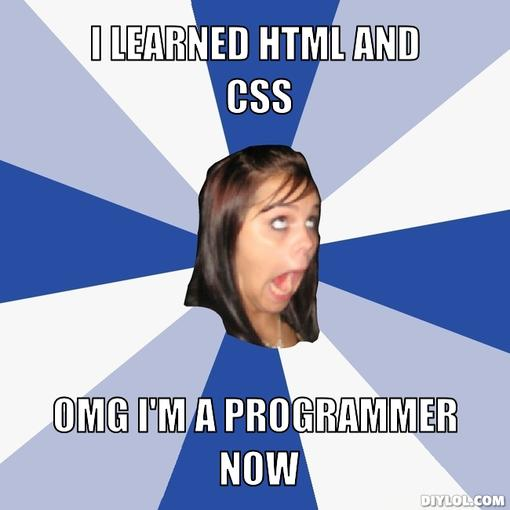 I LEARNED HTML AND
CSS
OMG I'M A PROGRAMMER
NOW
DIYLOL.COM